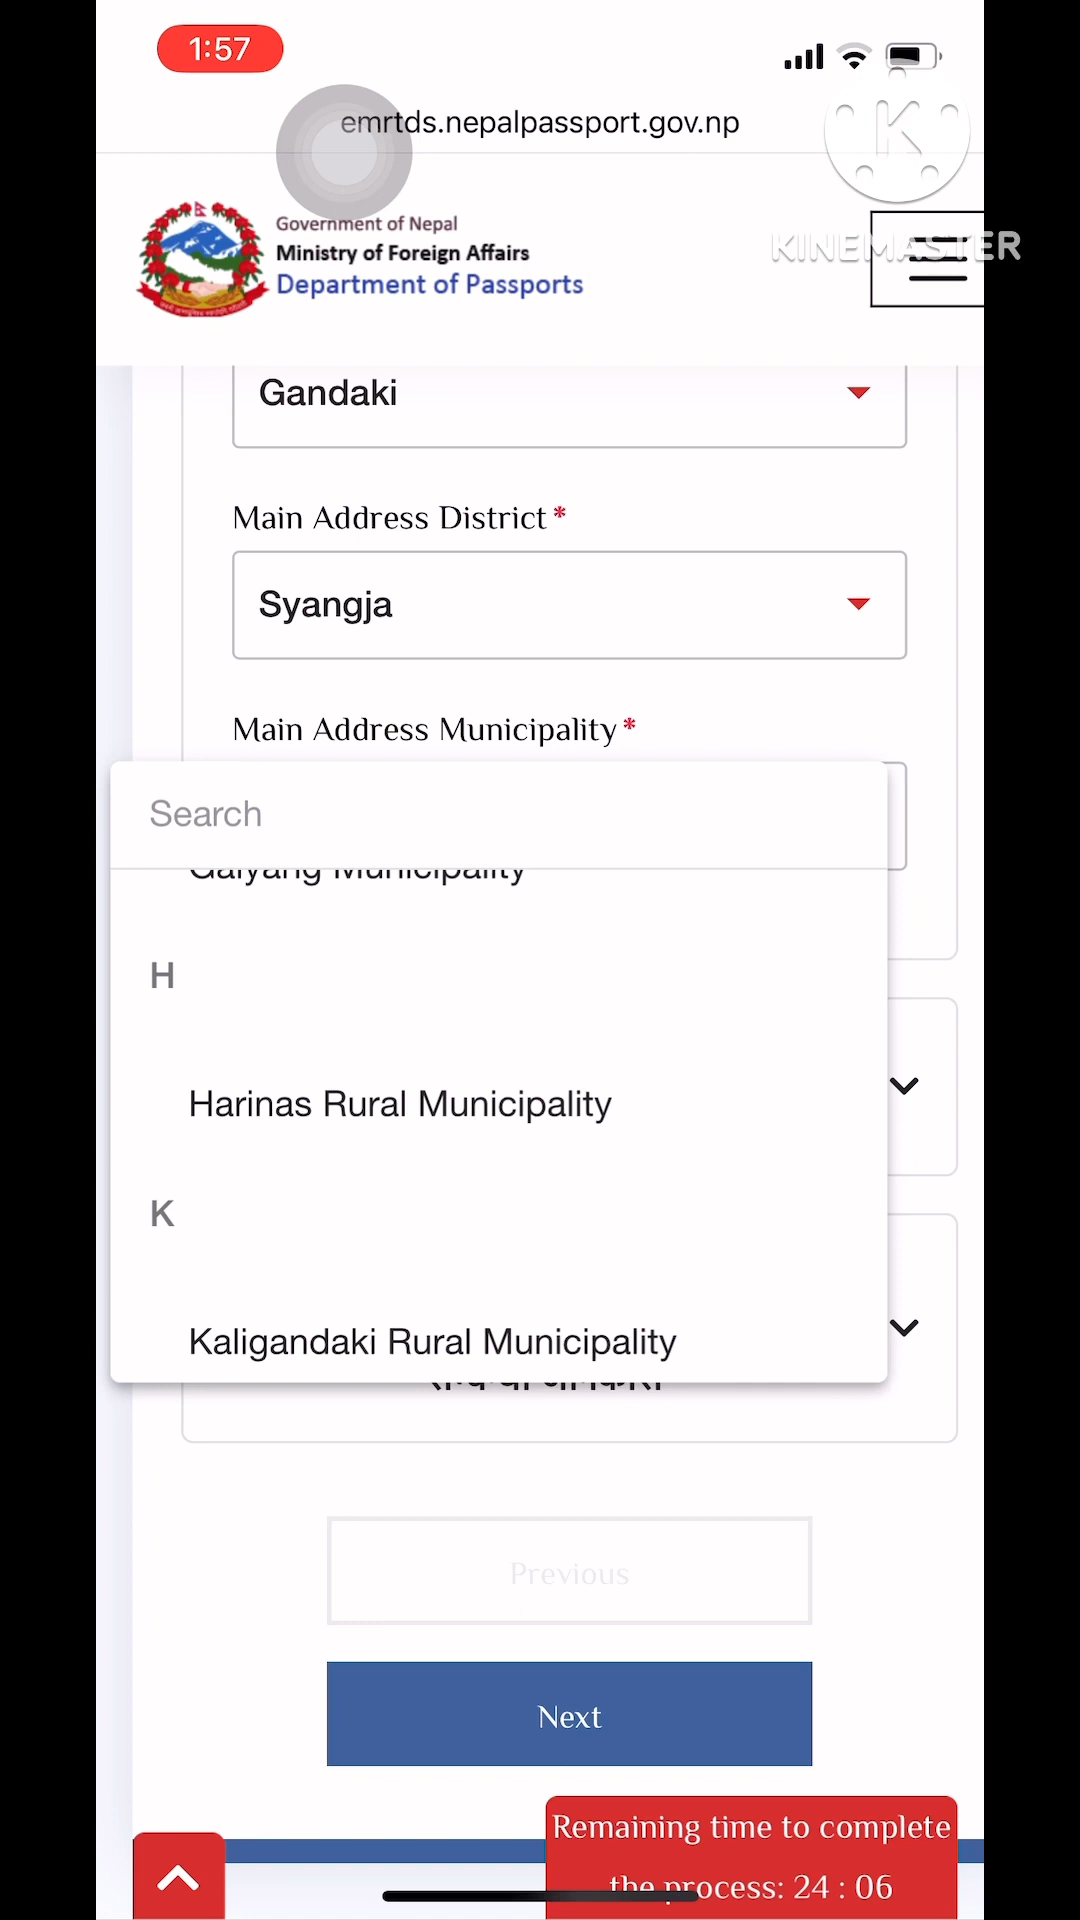 1:57
emrtds.nepalpassport.gov.np
K
KINEMASTER
Government of Nepal
Ministry of Foreign Affairs
Department of Passports
Gandaki
Main Address District *
Syangja
Main Address Municipality *
Search
Galyang Municipality
H
Harinas Rural Municipality
K
Kaligandaki Rural Municipality
Previous
Next
Remaining time to complete
the process: 24 : 06